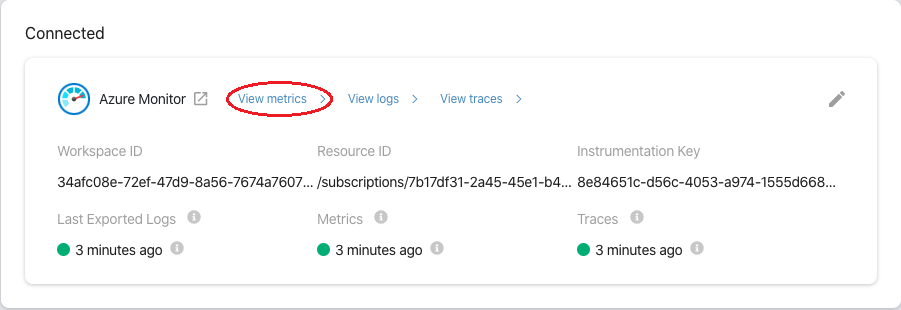 Connected
Azure Monitor View metrics View logs View traces
Workspace ID Resource ID Instrumentation Key
34afc08e-72ef-47d9-8a56-7674a7607... /subscriptions/7b17df31-2a45-45e1-b4... 8e84651c-d56c-4053-a974-1555d668...
Last Exported Logs Metrics Traces
3 minutes ago 3 minutes ago 3 minutes ago